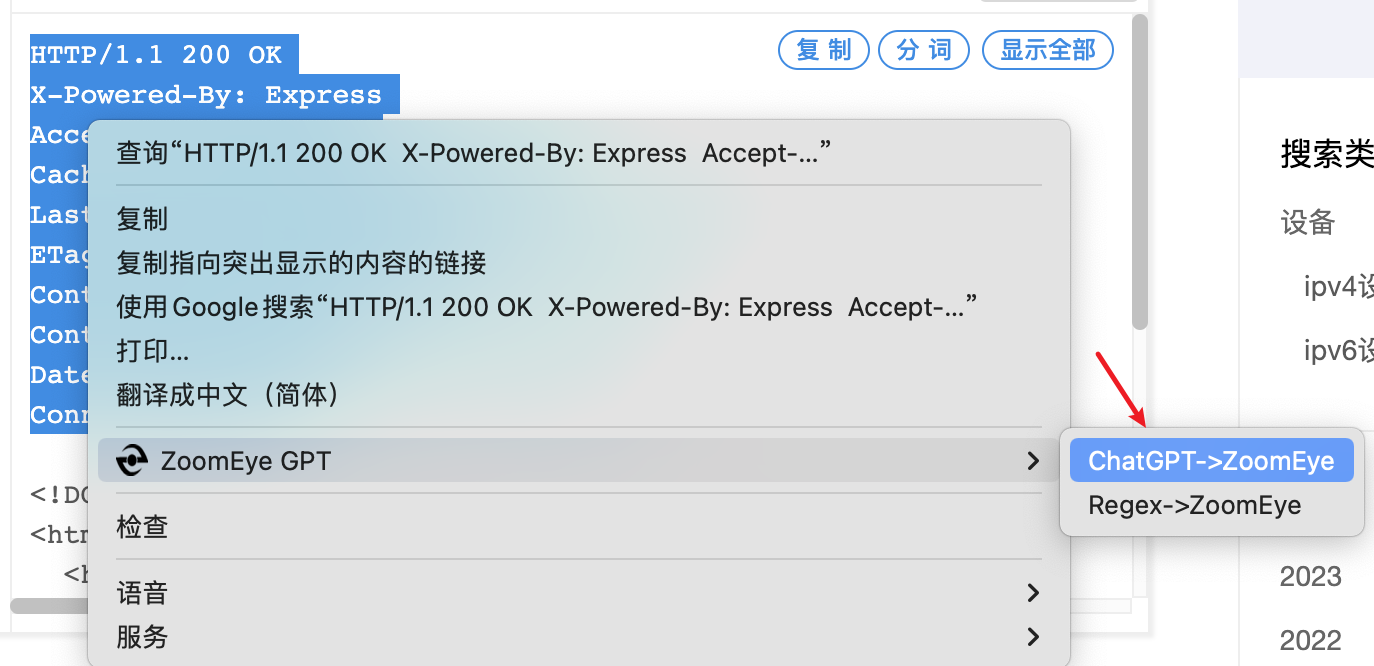 HTTP/1.1 200 OK
复 制
分 词
显示全部
X-Powered-By: Express
查询“HTTP/1.1 200 OK X-Powered-By: Express Accept-...”
复制
复制指向突出显示的内容的链接
使用Google搜索“HTTP/1.1 200 OK X-Powered-By: Express Accept-...”
打印...
翻译成中文（简体）
ZoomEye GPT
ChatGPT->ZoomEye
Regex->ZoomEye
检查
语音
服务
Acce
Cach
Last
ETag
Cont
Cont
Date
Conn
<!DO
<htm
<h
搜索类
设备
ipv4设
ipv6设
2023
2022